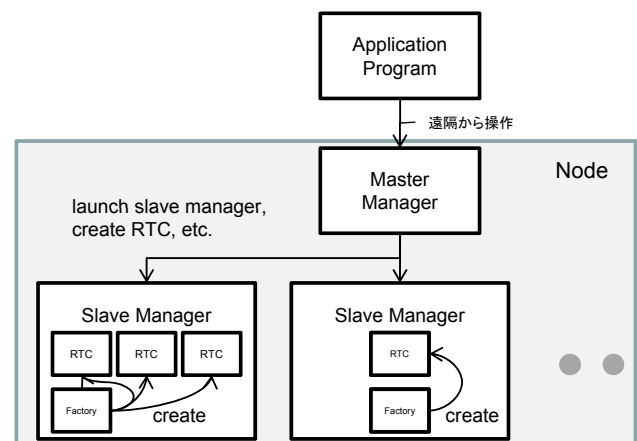 Application
Program
遠隔から操作
Node
Master
Manager
launch slave manager,
create RTC, etc.
Slave Manager
RTC
RTC
RTC
Factory
create
Slave Manager
RTC
Factory
create